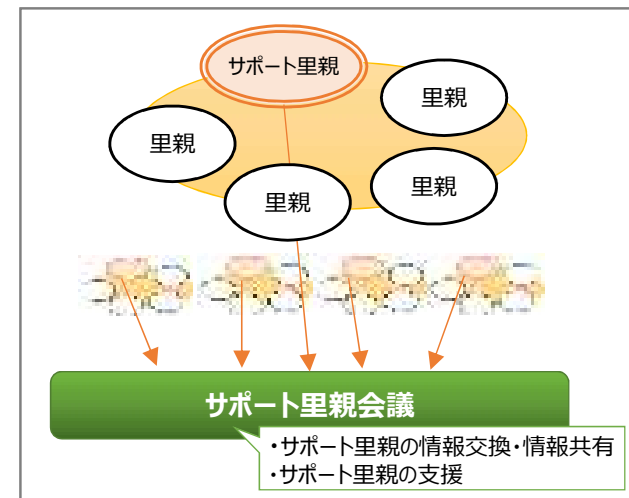 サポート里親
里親
里親
里親
里親
サポート里親会議
・サポート里親の情報交換・情報共有
・サポート里親の支援